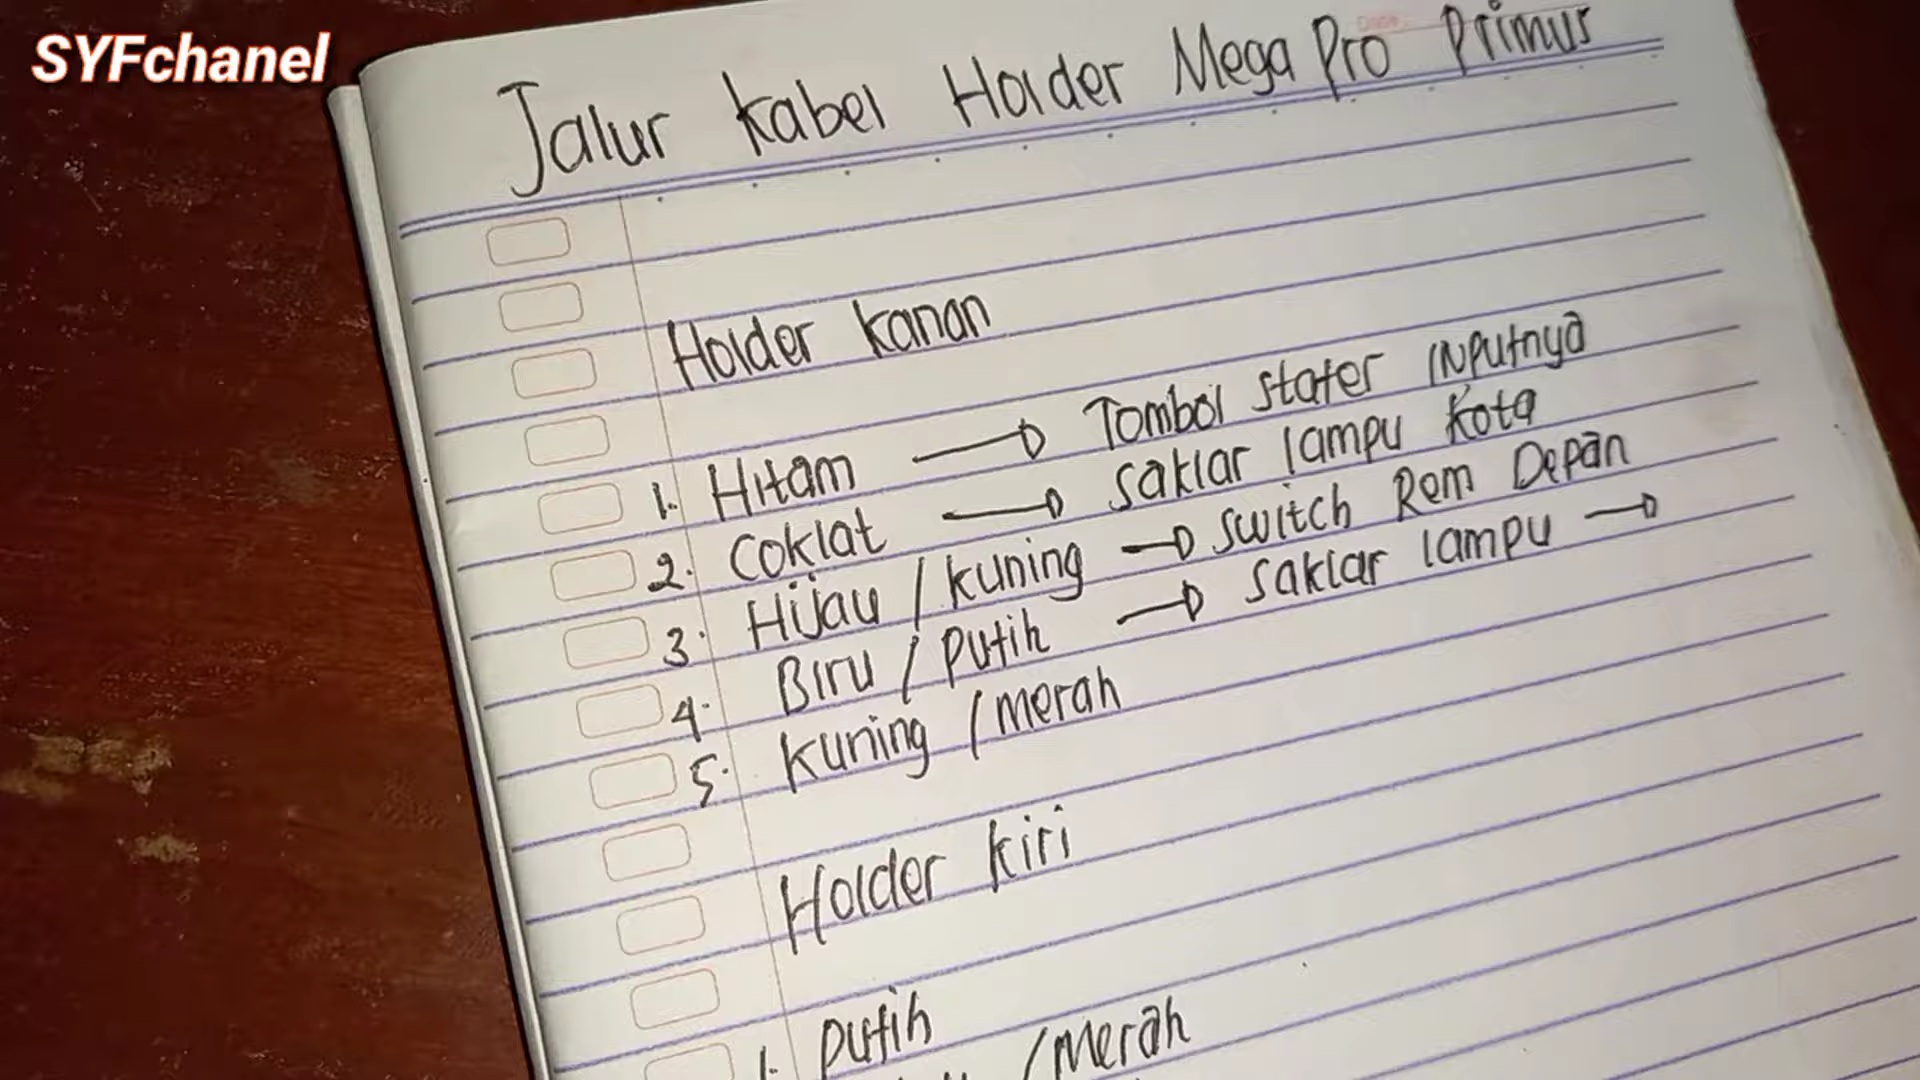 SYFchanel
Jalur Kabel Holder Mega Pro Primus
Holder Kanan
1. Hitam → Tombol stater inputnya
2. Coklat → saklar lampu kota
3. Hijau / kuning → switch Rem Depan
4. Biru / putih → saklar lampu →
5. kuning / merah
Holder kiri
1. putih
/ merah